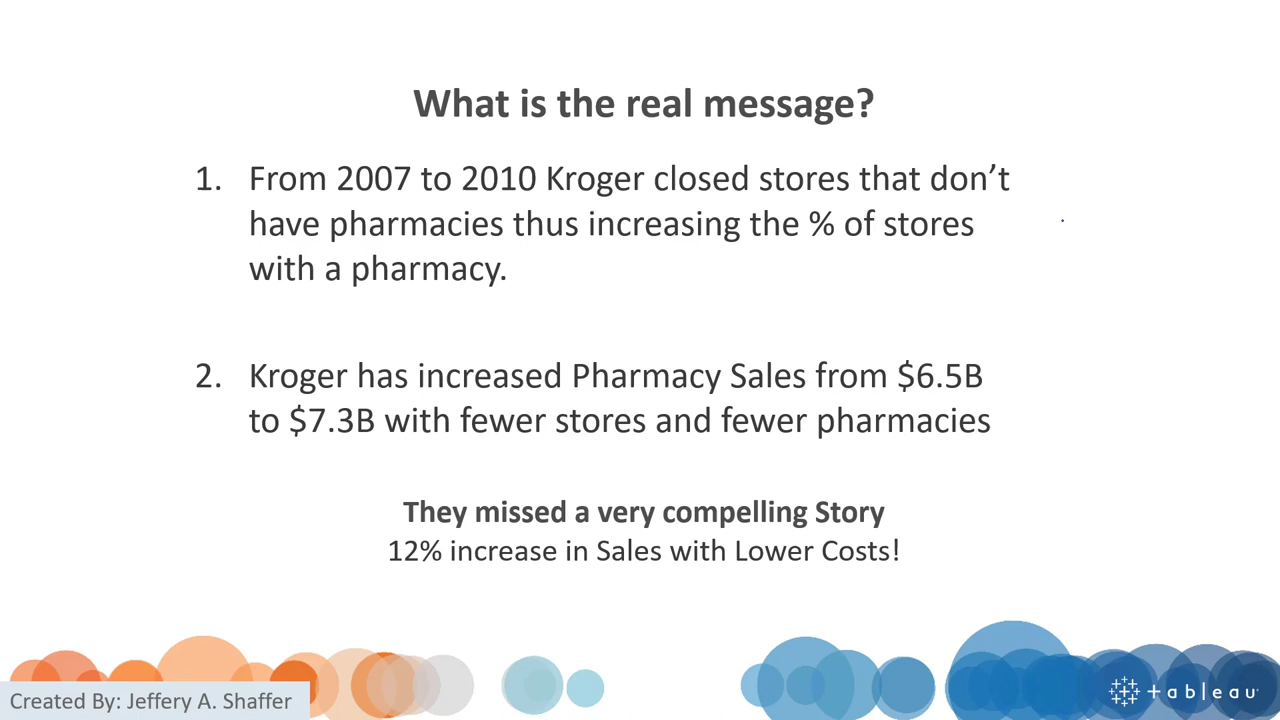 What is the real message?
1. From 2007 to 2010 Kroger closed stores that don’t
have pharmacies thus increasing the % of stores
with a pharmacy.
2. Kroger has increased Pharmacy Sales from $6.5B
to $7.3B with fewer stores and fewer pharmacies
They missed a very compelling Story
12% increase in Sales with Lower Costs!
Created By: Jeffery A. Shaffer
tableau